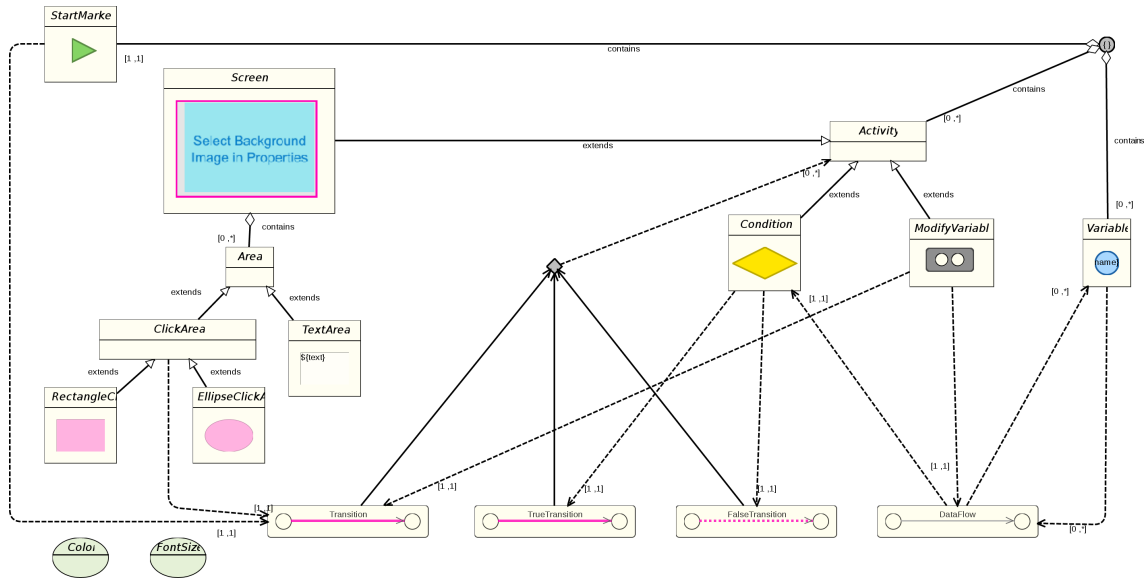 StartMarke
[1 ,1]
contains
{ }
Screen
Select Background
Image in Properties
contains
[0 ,*]
Activity
extends
[0 ,*]
contains
[0 ,*]
contains
[0 ,*]
Area
extends
extends
extends
extends
Condition
ModifyVariabl
Variable
name}
ClickArea
TextArea
${text}
[1 ,1]
[0 ,*]
extends
extends
RectangleCl
EllipseClickA
[1 ,1]
[1 ,1]
[1 ,1]
[1 ,1]
[1 ,1]
[1 ,1]
[0 ,*]
Transition
TrueTransition
FalseTransition
DataFlow
Color
FontSize